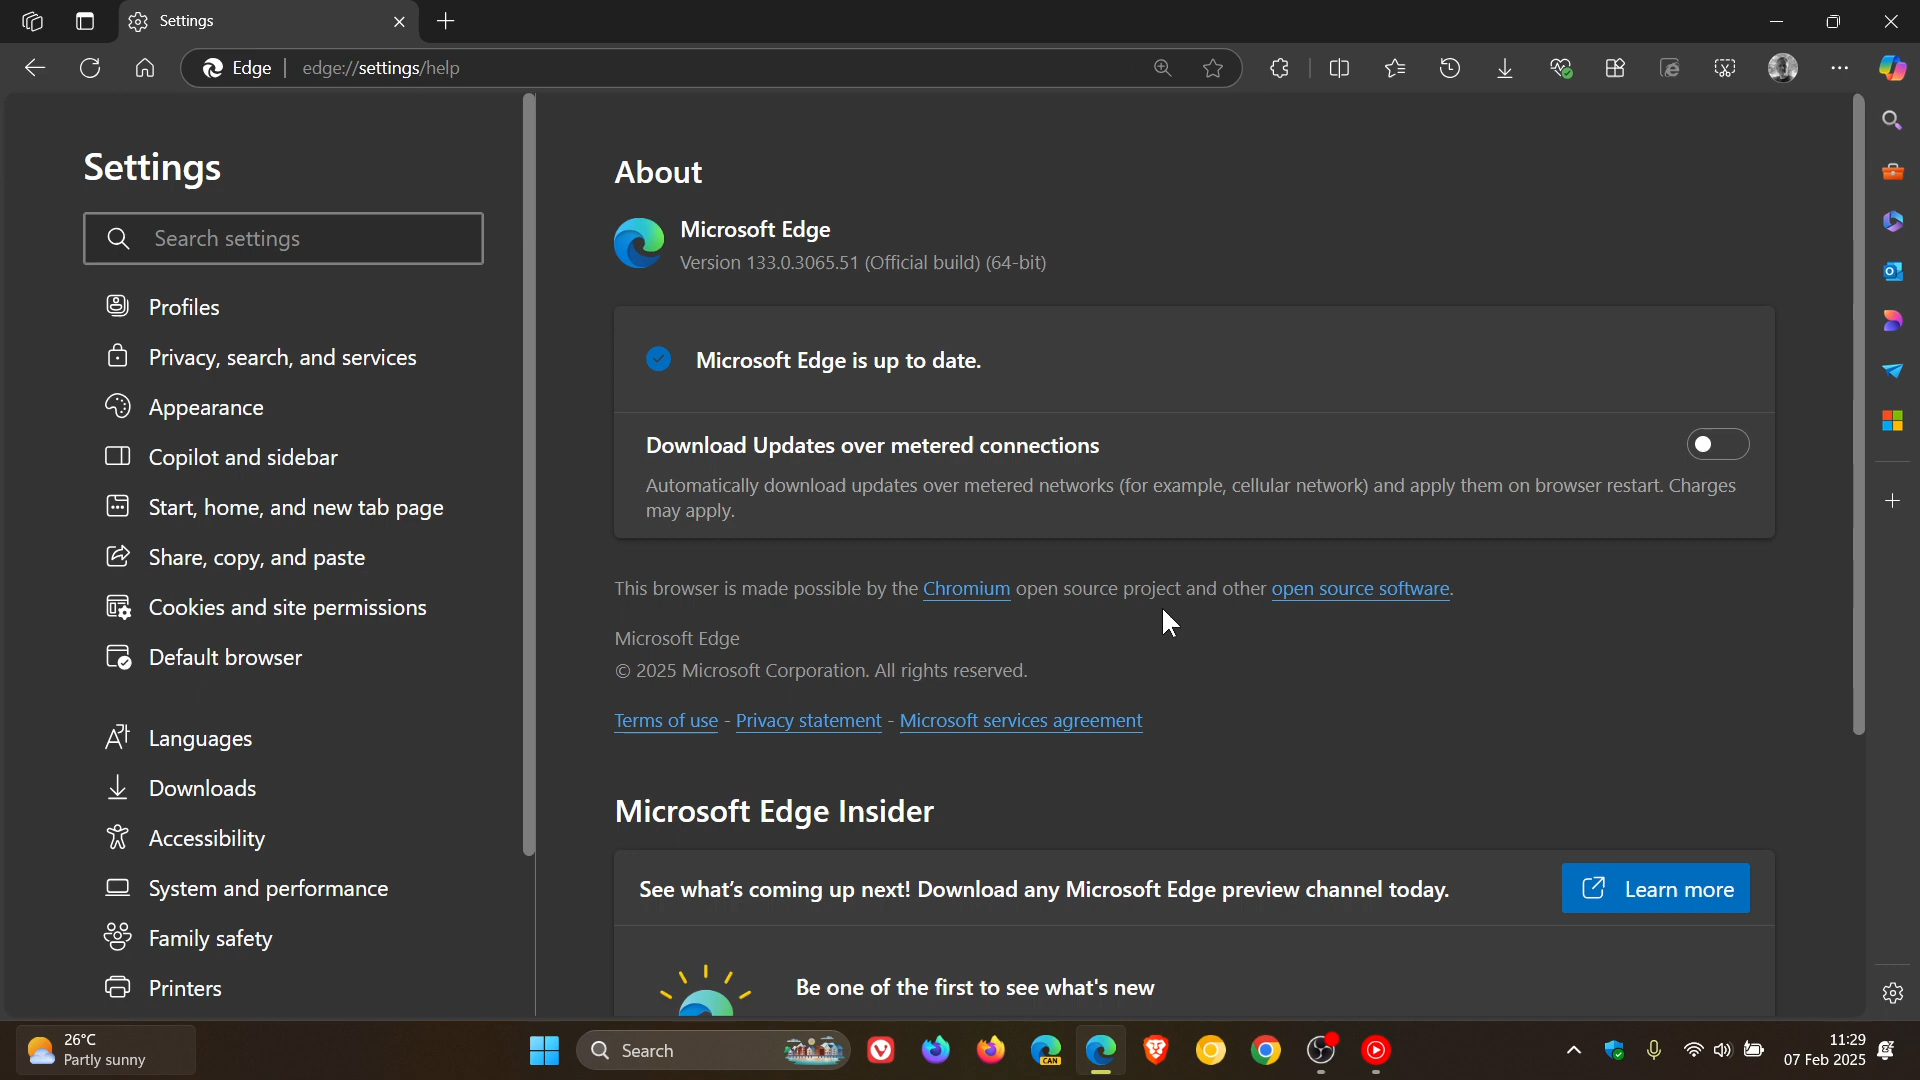 Settings
Edge
edge://settings/help
Settings
Search settings
Profiles
Privacy, search, and services
Appearance
Copilot and sidebar
Start, home, and new tab page
Share, copy, and paste
Cookies and site permissions
Default browser
Languages
Downloads
Accessibility
System and performance
Family safety
Printers
About
Microsoft Edge
Version 133.0.3065.51 (Official build) (64-bit)
Microsoft Edge is up to date.
Download Updates over metered connections
Automatically download updates over metered networks (for example, cellular network) and apply them on browser restart. Charges
may apply.
This browser is made possible by the Chromium open source project and other open source software.
Microsoft Edge
© 2025 Microsoft Corporation. All rights reserved.
Terms of use - Privacy statement - Microsoft services agreement
Microsoft Edge Insider
See what's coming up next! Download any Microsoft Edge preview channel today.
Learn more
Be one of the first to see what's new
26°C
Partly sunny
Search
CAN
11:29
07 Feb 2025